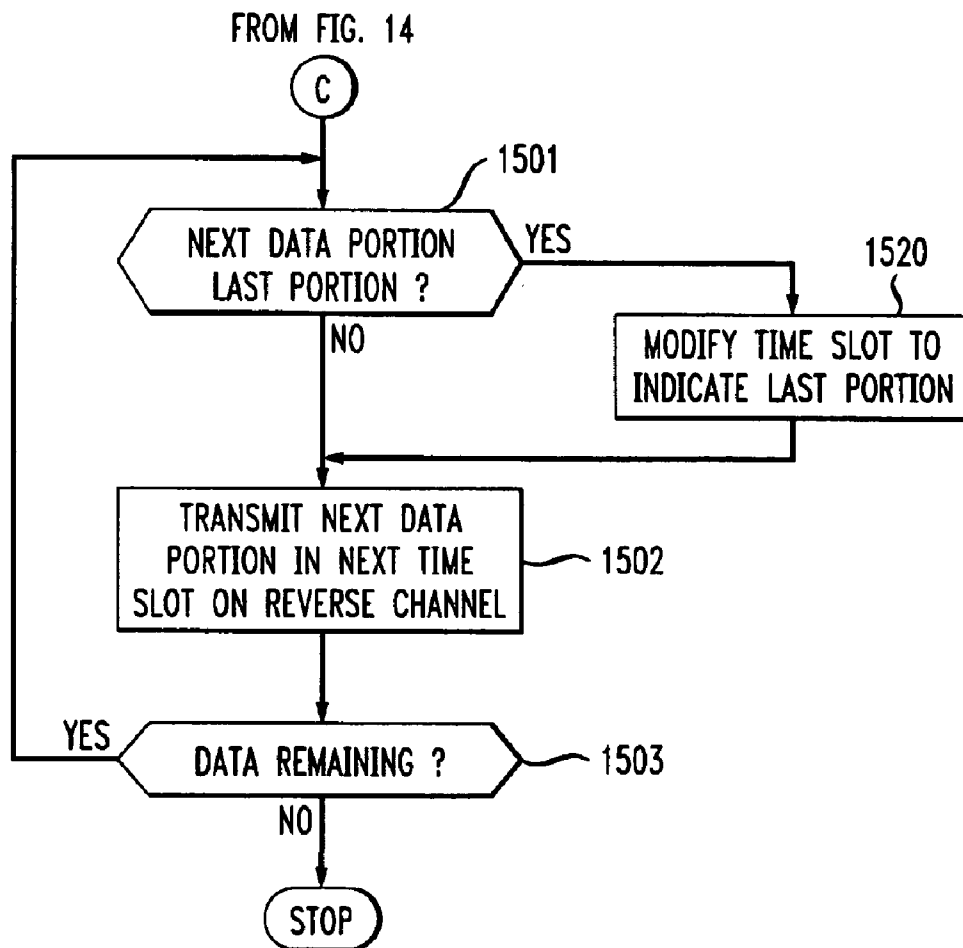 FROM FIG. 14
C
1501
NEXT DATA PORTION
LAST PORTION ?
YES
NO
1520
MODIFY TIME SLOT TO
INDICATE LAST PORTION
TRANSMIT NEXT DATA
PORTION IN NEXT TIME
SLOT ON REVERSE CHANNEL
1502
YES
DATA REMAINING ?
1503
NO
STOP